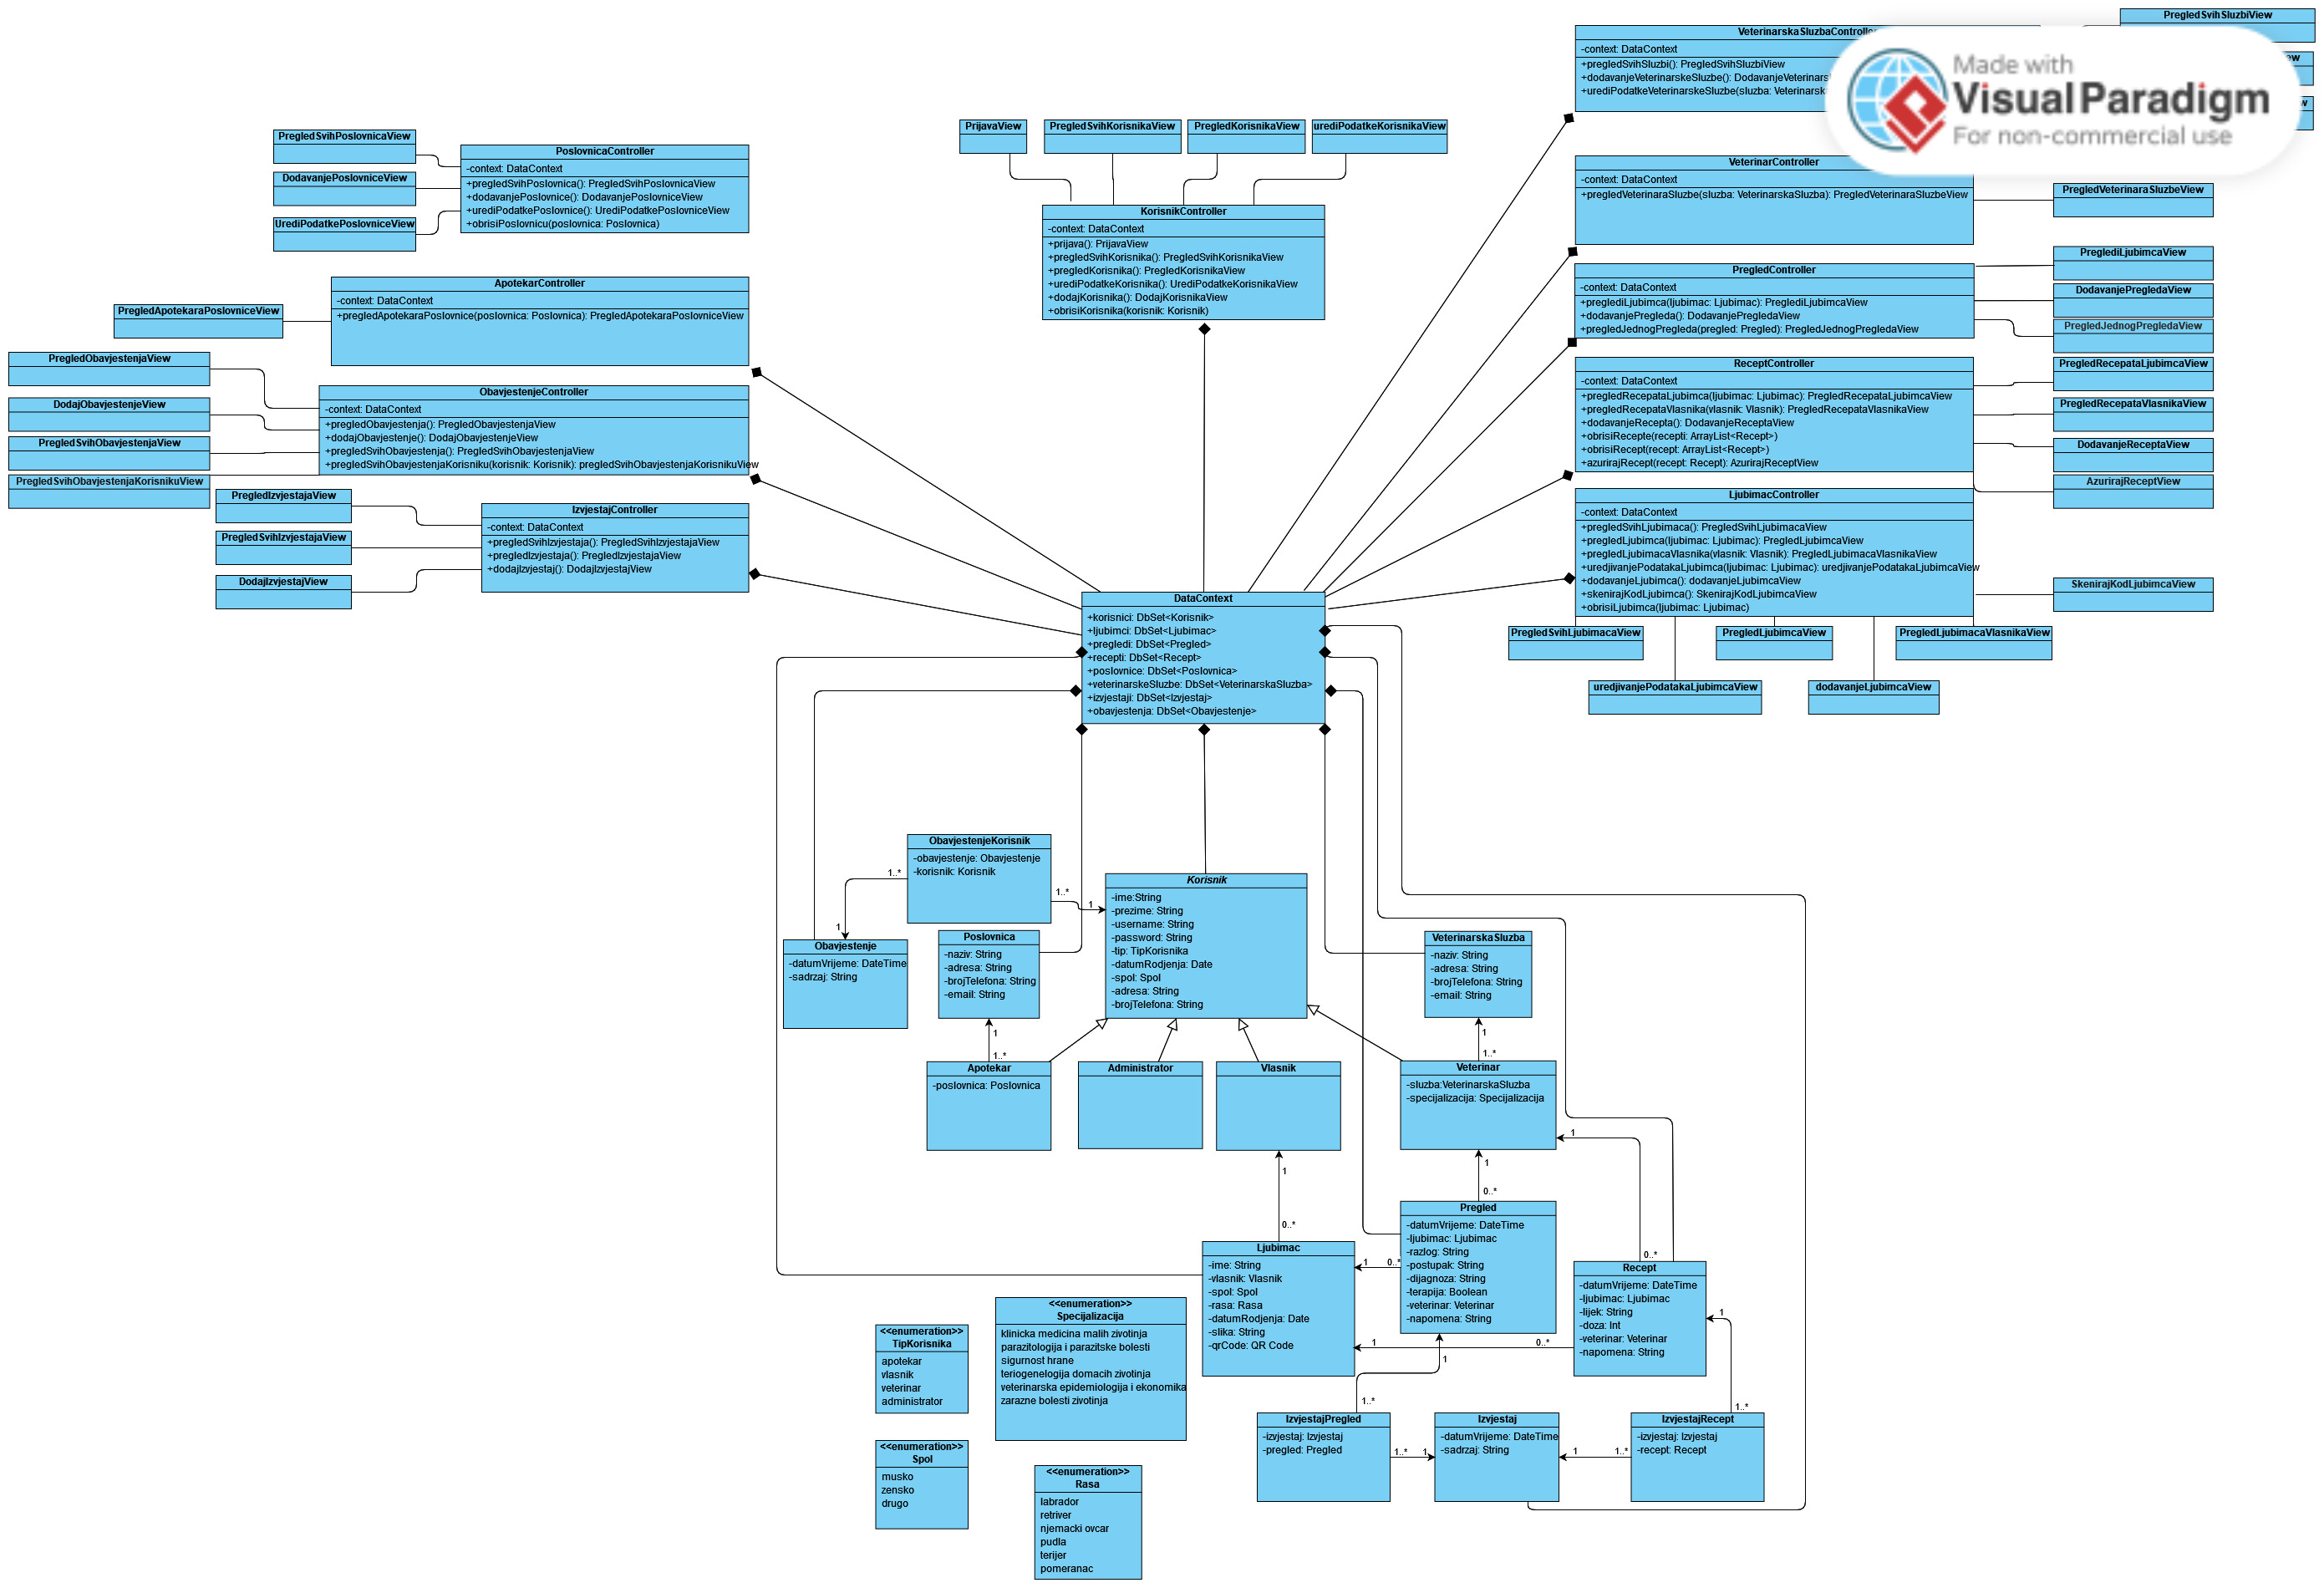 PregledSvihSluzbiView
VeterinarskaSluzbaController
-context: DataContext
+pregledSvihSluzbi(): PregledSvihSluzbiView
+dodavanjeVeterinarskeSluzbe(): DodavanjeVeterinars
+urediPodatkeVeterinarskeSluzbe(sluzba: Veterinarska
Made with
Visual Paradigm
For non-commercial use
VeterinarController
-context: DataContext
+pregledVeterinaraSluzbe(sluzba: VeterinarskaSluzba): PregledVeterinaraSluzbeView
PregledVeterinaraSluzbeView
PregledController
-context: DataContext
+preglediLjubimca(ljubimac: Ljubimac): PreglediLjubimcaView
+dodavanjePregleda(): DodavanjePregledaView
+pregledJednogPregleda(pregled: Pregled): PregledJednogPregledaView
PreglediLjubimcaView
DodavanjePregledaView
PregledJednogPregledaView
ReceptController
-context: DataContext
+pregledRecepataLjubimca(ljubimac: Ljubimac): PregledRecepataLjubimcaView
+pregledRecepataVlasnika(vlasnik: Vlasnik): PregledRecepataVlasnikaView
+dodavanjeRecepta(): DodavanjeReceptaView
+obrisiRecepte(recepti: ArrayList<Recept>)
+obrisiRecept(recept: ArrayList<Recept>)
+azurirajRecept(recept: Recept): AzurirajReceptView
PregledRecepataLjubimcaView
PregledRecepataVlasnikaView
DodavanjeReceptaView
AzurirajReceptView
LjubimacController
-context: DataContext
+pregledSvihLjubimaca(): PregledSvihLjubimacaView
+pregledLjubimca(ljubimac: Ljubimac): PregledLjubimcaView
+pregledLjubimacaVlasnika(vlasnik: Vlasnik): PregledLjubimacaVlasnikaView
+uredjivanjePodatakaLjubimca(ljubimac: Ljubimac): uredjivanjePodatakaLjubimcaView
+dodavanjeLjubimca(): dodavanjeLjubimcaView
+skenirajKodLjubimca(): SkenirajKodLjubimcaView
+obrisiLjubimca(ljubimac: Ljubimac)
SkenirajKodLjubimcaView
PregledSvihLjubimacaView
PregledLjubimcaView
PregledLjubimacaVlasnikaView
uredjivanjePodatakaLjubimcaView
dodavanjeLjubimcaView
PrijavaView
PregledSvihKorisnikaView
PregledKorisnikaView
urediPodatkeKorisnikaView
KorisnikController
-context: DataContext
+prijava(): PrijavaView
+pregledSvihKorisnika(): PregledSvihKorisnikaView
+pregledKorisnika(): PregledKorisnikaView
+urediPodatkeKorisnika(): UrediPodatkeKorisnikaView
+dodajKorisnika(): DodajKorisnikaView
+obrisiKorisnika(korisnik: Korisnik)
PregledSvihPoslovnicaView
DodavanjePoslovniceView
UrediPodatkePoslovniceView
PoslovnicaController
-context: DataContext
+pregledSvihPoslovnica(): PregledSvihPoslovnicaView
+dodavanjePoslovnice(): DodavanjePoslovniceView
+urediPodatkePoslovnice(): UrediPodatkePoslovniceView
+obrisiPoslovnicu(poslovnica: Poslovnica)
PregledApotekaraPoslovniceView
ApotekarController
-context: DataContext
+pregledApotekaraPoslovnice(poslovnica: Poslovnica): PregledApotekaraPoslovniceView
PregledObavjestenjaView
DodajObavjestenjeView
PregledSvihObavjestenjaView
PregledSvihObavjestenjaKorisnikuView
ObavjestenjeController
-context: DataContext
+pregledObavjestenja(): PregledObavjestenjaView
+dodajObavjestenje(): DodajObavjestenjeView
+pregledSvihObavjestenja(): PregledSvihObavjestenjaView
+pregledSvihObavjestenjaKorisniku(korisnik: Korisnik): pregledSvihObavjestenjaKorisnikuView
PregledIzvjestajaView
PregledSvihIzvjestajaView
DodajIzvjestajView
IzvjestajController
-context: DataContext
+pregledSvihIzvjestaja(): PregledSvihIzvjestajaView
+pregledIzvjestaja(): PregledIzvjestajaView
+dodajIzvjestaj(): DodajIzvjestajView
DataContext
+korisnici: DbSet<Korisnik>
+ljubimci: DbSet<Ljubimac>
+pregledi: DbSet<Pregled>
+recepti: DbSet<Recept>
+poslovnice: DbSet<Poslovnica>
+veterinarskeSluzbe: DbSet<VeterinarskaSluzba>
+izvjestaji: DbSet<Izvjestaj>
+obavjestenja: DbSet<Obavjestenje>
ObavjestenjeKorisnik
-obavjestenje: Obavjestenje
-korisnik: Korisnik
1..*
1
1..*
1
Obavjestenje
-datumVrijeme: DateTime
-sadrzaj: String
Poslovnica
-naziv: String
-adresa: String
-brojTelefona: String
-email: String
1
1..*
Korisnik
-ime:String
-prezime: String
-username: String
-password: String
-tip: TipKorisnika
-datumRodjenja: Date
-spol: Spol
-adresa: String
-brojTelefona: String
VeterinarskaSluzba
-naziv: String
-adresa: String
-brojTelefona: String
-email: String
1
1..*
Apotekar
-poslovnica: Poslovnica
Administrator
Vlasnik
Veterinar
-sluzba:VeterinarskaSluzba
-specijalizacija: Specijalizacija
1
0..*
1
0..*
1
0..*
Pregled
-datumVrijeme: DateTime
-ljubimac: Ljubimac
-razlog: String
-postupak: String
-dijagnoza: String
-terapija: Boolean
-veterinar: Veterinar
-napomena: String
Ljubimac
-ime: String
-vlasnik: Vlasnik
-spol: Spol
-rasa: Rasa
-datumRodjenja: Date
-slika: String
-qrCode: QR Code
1
0..*
1
0..*
Recept
-datumVrijeme: DateTime
-ljubimac: Ljubimac
-lijek: String
-doza: Int
-veterinar: Veterinar
-napomena: String
1
1..*
1
1..*
IzvjestajPregled
-izvjestaj: Izvjestaj
-pregled: Pregled
1..*
1
Izvjestaj
-datumVrijeme: DateTime
-sadrzaj: String
1
1..*
IzvjestajRecept
-izvjestaj: Izvjestaj
-recept: Recept
<<enumeration>>
TipKorisnika
apotekar
vlasnik
veterinar
administrator
<<enumeration>>
Specijalizacija
klinicka medicina malih zivotinja
parazitologija i parazitske bolesti
sigurnost hrane
teriogenelogija domacih zivotinja
veterinarska epidemiologija i ekonomika
zarazne bolesti zivotinja
<<enumeration>>
Spol
musko
zensko
drugo
<<enumeration>>
Rasa
labrador
retriver
njemacki ovcar
pudla
terijer
pomeranac